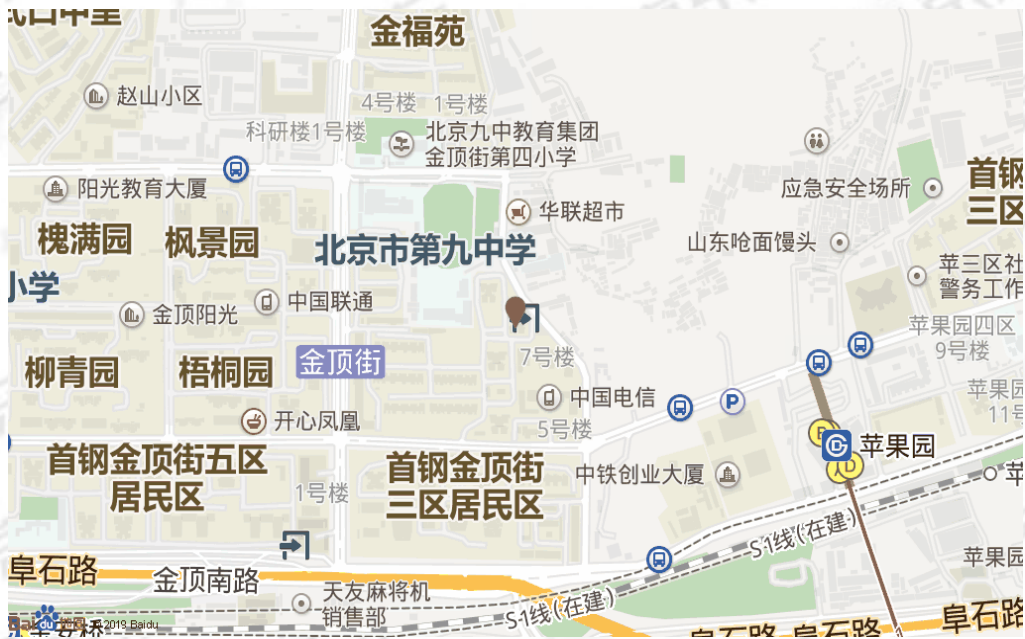 金福苑
赵山小区
4号楼
1号楼
科研楼1号楼
北京九中教育集团
金顶街第四小学
阳光教育大厦
应急安全场所
首钢
三区
华联超市
槐满园
枫景园
北京市第九中学
山东呛面馒头
小学
苹三区社
警务工作
中国联通
金顶阳光
苹果园四区
9号楼
7号楼
柳青园
梧桐园
金顶街
苹果园
11号
中国电信
P
开心凤凰
5号楼
B
苹果园
首钢金顶街五区
居民区
首钢金顶街
三区居民区
中铁创业大厦
D
苹
1号楼
S1线(在建)
苹果园
阜石路
金顶南路
天友麻将机
销售部
S1线(在建)
阜石路
© 2019 Baidu